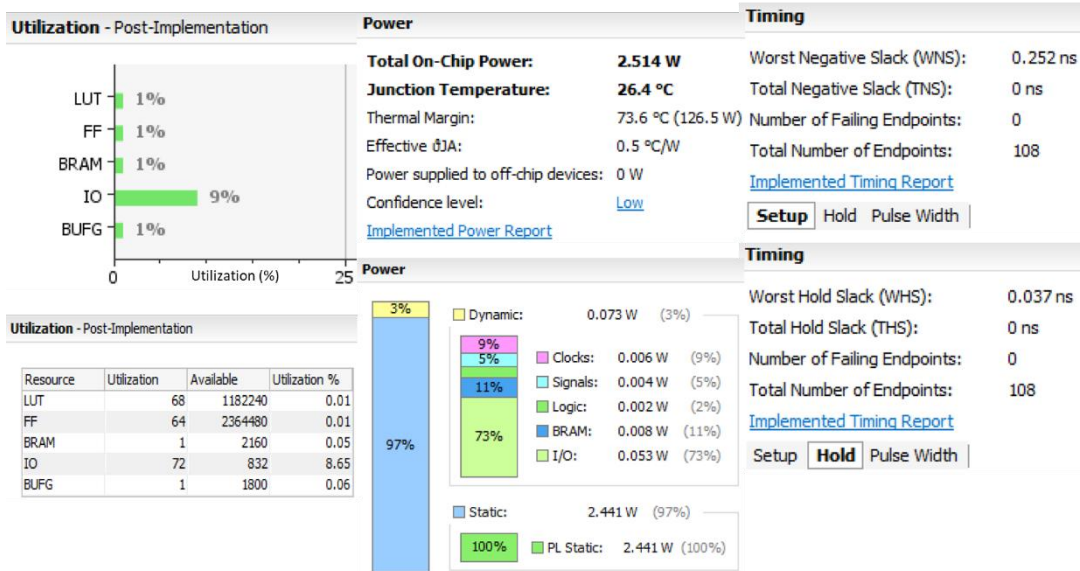 Utilization - Post-Implementation
LUT 1%
FF 1%
BRAM 1%
IO 9%
BUFG 1%
0 Utilization (%) 25
Utilization - Post-Implementation
Resource Utilization Available Utilization %
LUT 68 1182240 0.01
FF 64 2364480 0.01
BRAM 1 2160 0.05
IO 72 832 8.65
BUFG 1 1800 0.06
Power
Total On-Chip Power: 2.514 W
Junction Temperature: 26.4 °C
Thermal Margin: 73.6 °C (126.5 W)
Effective ϑJA: 0.5 °C/W
Power supplied to off-chip devices: 0 W
Confidence level: Low
Implemented Power Report
Power
3%
97%
Dynamic: 0.073 W (3%)
9%
5%
11%
73%
Clocks: 0.006 W (9%)
Signals: 0.004 W (5%)
Logic: 0.002 W (2%)
BRAM: 0.008 W (11%)
I/O: 0.053 W (73%)
Static: 2.441 W (97%)
100% PL Static: 2.441 W (100%)
Timing
Worst Negative Slack (WNS): 0.252 ns
Total Negative Slack (TNS): 0 ns
Number of Failing Endpoints: 0
Total Number of Endpoints: 108
Implemented Timing Report
Setup Hold Pulse Width
Timing
Worst Hold Slack (WHS): 0.037 ns
Total Hold Slack (THS): 0 ns
Number of Failing Endpoints: 0
Total Number of Endpoints: 108
Implemented Timing Report
Setup Hold Pulse Width